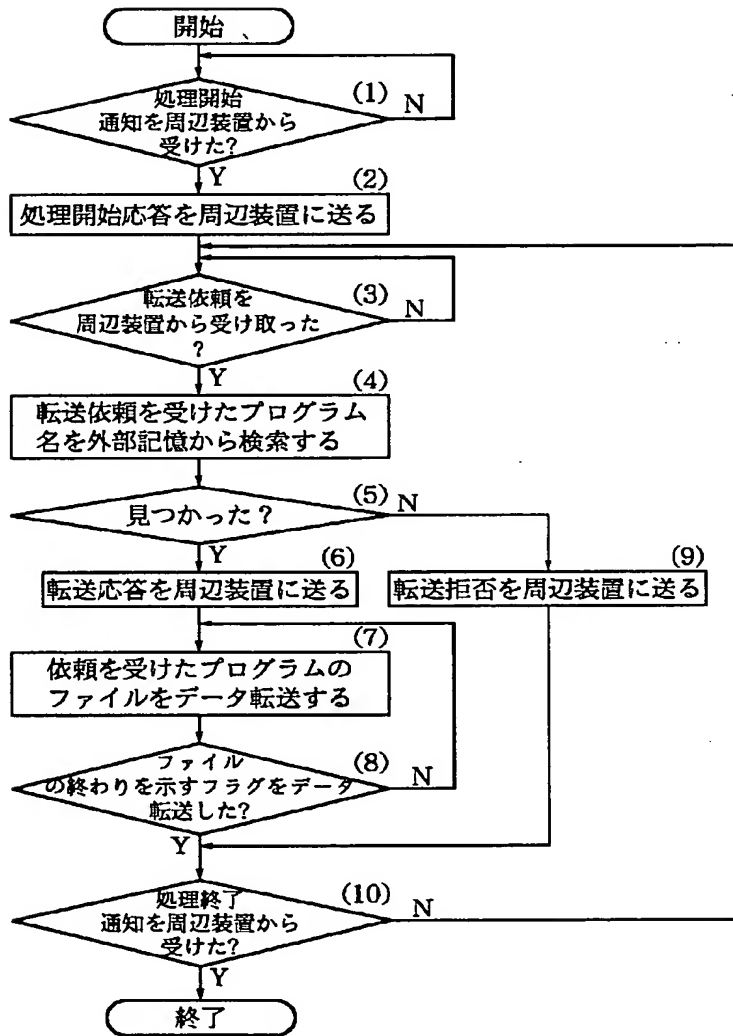 開始
(1)
処理開始
通知を周辺装置から
受けた?
N
Y
(2)
処理開始応答を周辺装置に送る
(3)
転送依頼を
周辺装置から受け取った
?
N
Y
(4)
転送依頼を受けたプログラム
名を外部記憶から検索する
(5)
見つかった?
N
Y
(6)
転送応答を周辺装置に送る
(9)
転送拒否を周辺装置に送る
(7)
依頼を受けたプログラムの
ファイルをデータ転送する
(8)
ファイル
の終わりを示すフラグをデータ
転送した?
N
Y
(10)
処理終了
通知を周辺装置から
受けた?
N
Y
終了